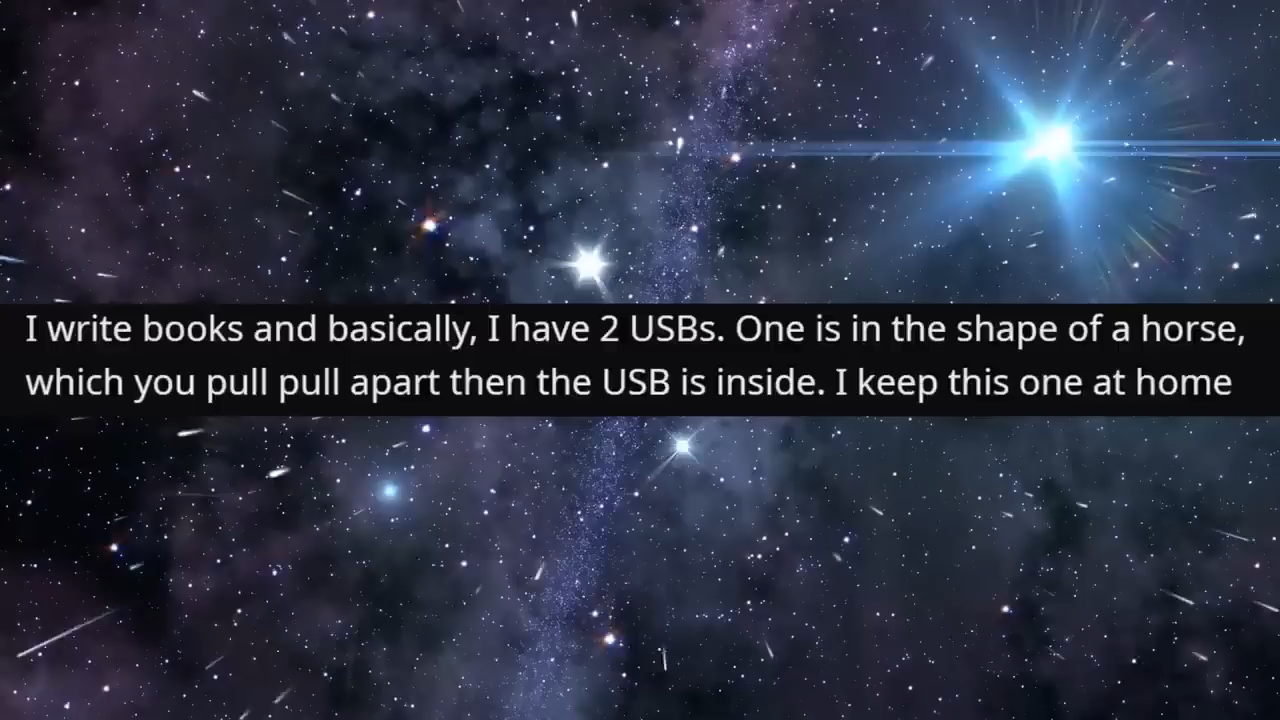 I write books and basically, I have 2 USBs. One is in the shape of a horse,
which you pull pull apart then the USB is inside. I keep this one at home